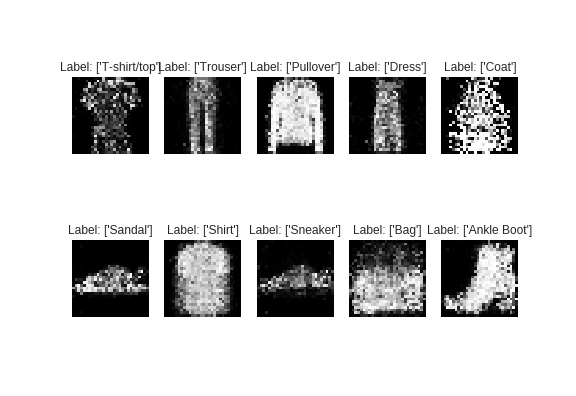 Label: ['T-shirt/top'] Label: ['Trouser'] Label: ['Pullover'] Label: ['Dress'] Label: ['Coat']
Label: ['Sandal'] Label: ['Shirt'] Label: ['Sneaker'] Label: ['Bag'] Label: ['Ankle Boot']